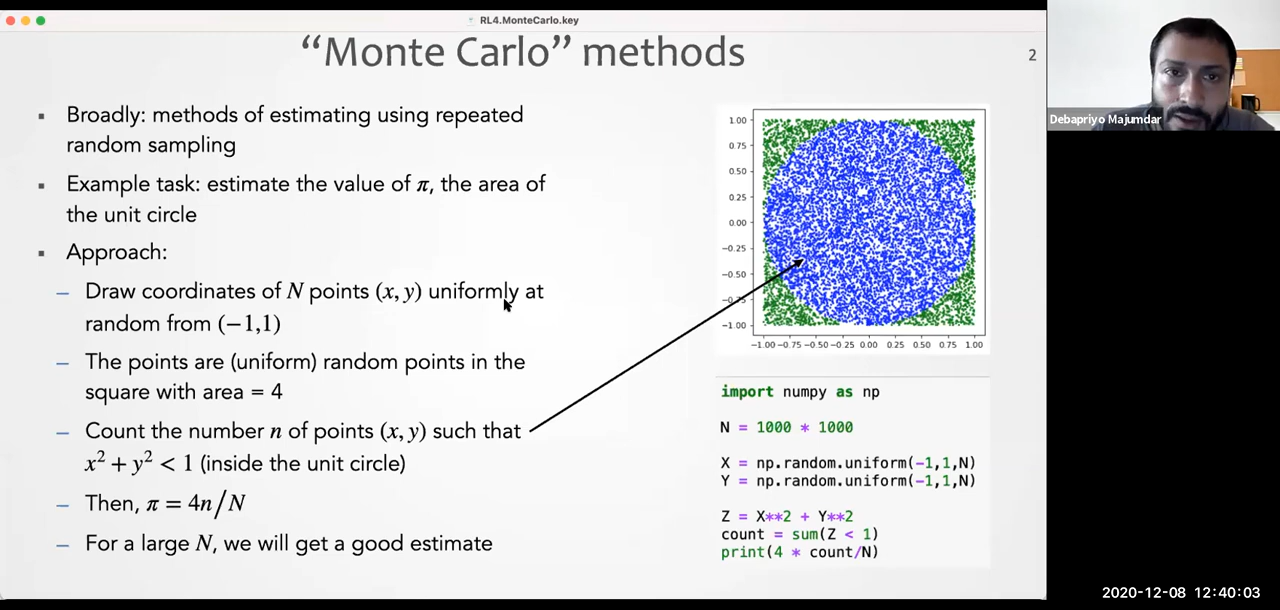 RL4.MonteCarlo.key
“Monte Carlo” methods
2
▪ Broadly: methods of estimating using repeated
random sampling
▪ Example task: estimate the value of π, the area of
the unit circle
▪ Approach:
– Draw coordinates of N points (x, y) uniformly at
random from (−1,1)
– The points are (uniform) random points in the
square with area = 4
– Count the number n of points (x, y) such that
x² + y² < 1 (inside the unit circle)
– Then, π = 4n/N
– For a large N, we will get a good estimate
1.00
0.75
0.50
0.25
0.00
−0.25
−0.50
−0.75
−1.00
−1.00 −0.75 −0.50 −0.25 0.00 0.25 0.50 0.75 1.00
import numpy as np
N = 1000 * 1000
X = np.random.uniform(-1,1,N)
Y = np.random.uniform(-1,1,N)
Z = X**2 + Y**2
count = sum(Z < 1)
print(4 * count/N)
Debapriyo Majumdar
2020-12-08 12:40:03